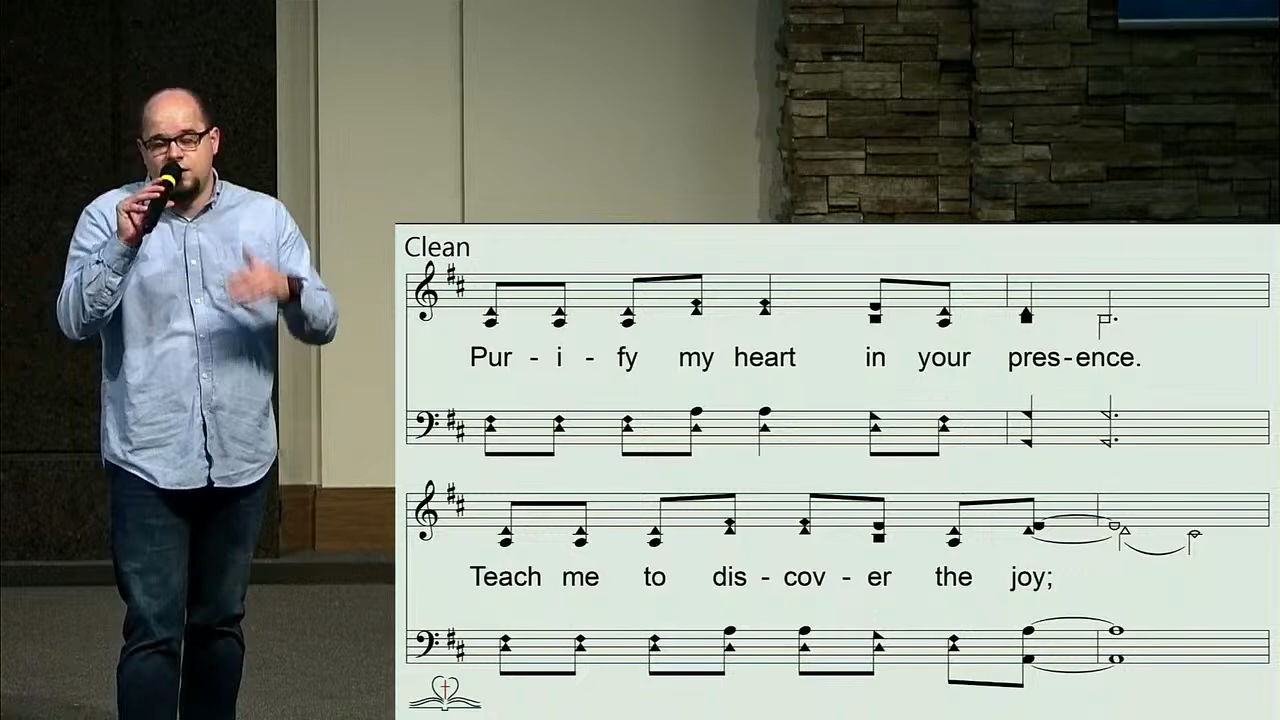 Clean
Pur - i - fy my heart in your pres - ence.
Teach me to dis - cov - er the joy;